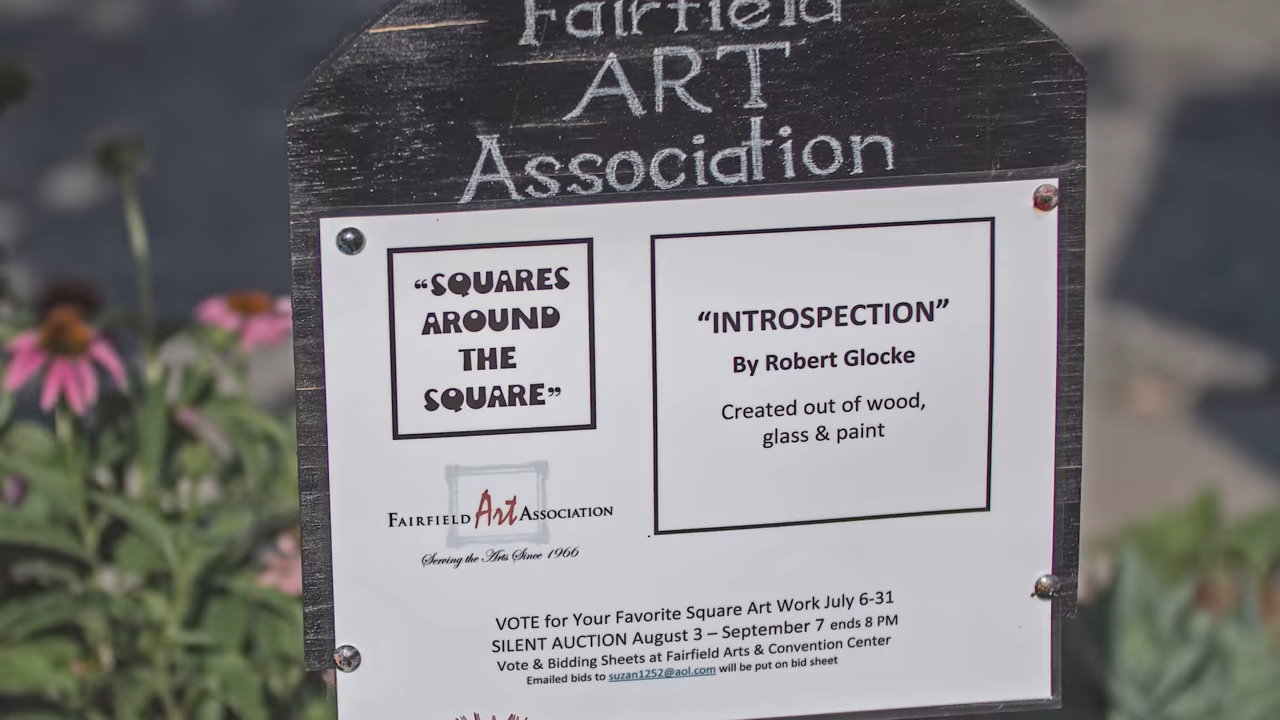 Fairfield
ART
Association
“SQUARES
AROUND
THE
SQUARE”
“INTROSPECTION”
By Robert Glocke
Created out of wood,
glass & paint
FAIRFIELD Art ASSOCIATION
Serving the Arts Since 1966
VOTE for Your Favorite Square Art Work July 6-31
SILENT AUCTION August 3 – September 7 ends 8 PM
Vote & Bidding Sheets at Fairfield Arts & Convention Center
Emailed bids to suzan1252@aol.com will be put on bid sheet